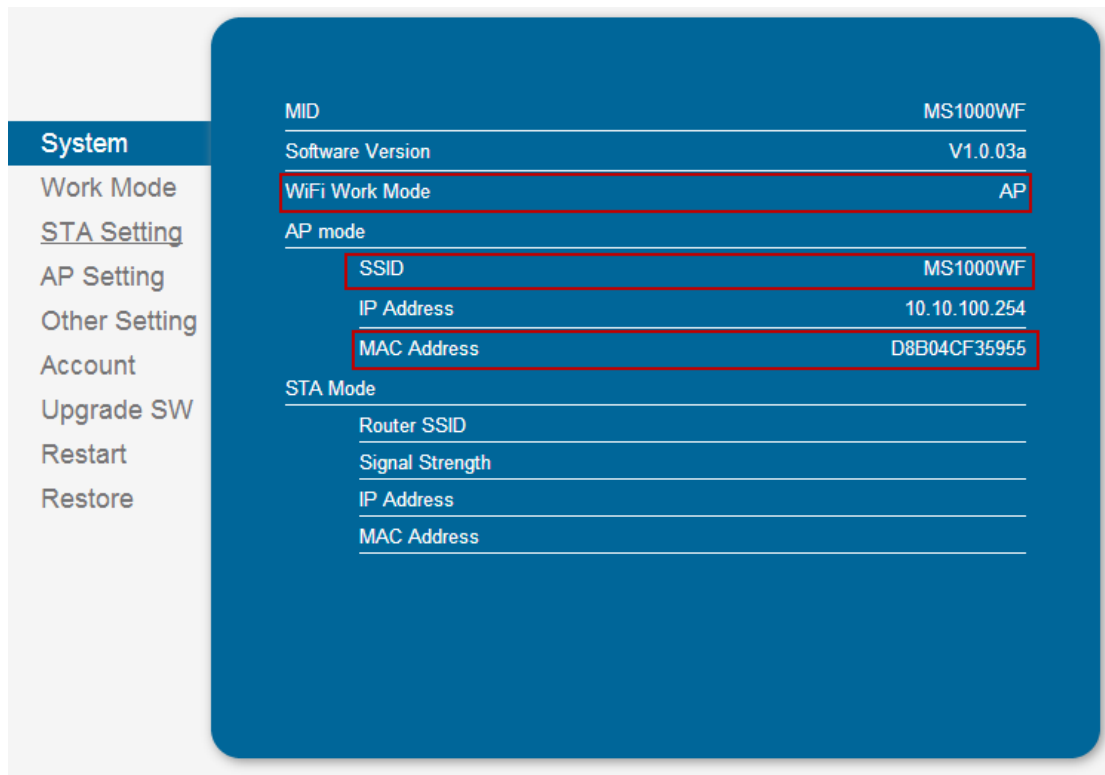 System
Work Mode
STA Setting
AP Setting
Other Setting
Account
Upgrade SW
Restart
Restore
MID MS1000WF
Software Version V1.0.03a
WiFi Work Mode AP
AP mode
SSID MS1000WF
IP Address 10.10.100.254
MAC Address D8B04CF35955
STA Mode
Router SSID
Signal Strength
IP Address
MAC Address